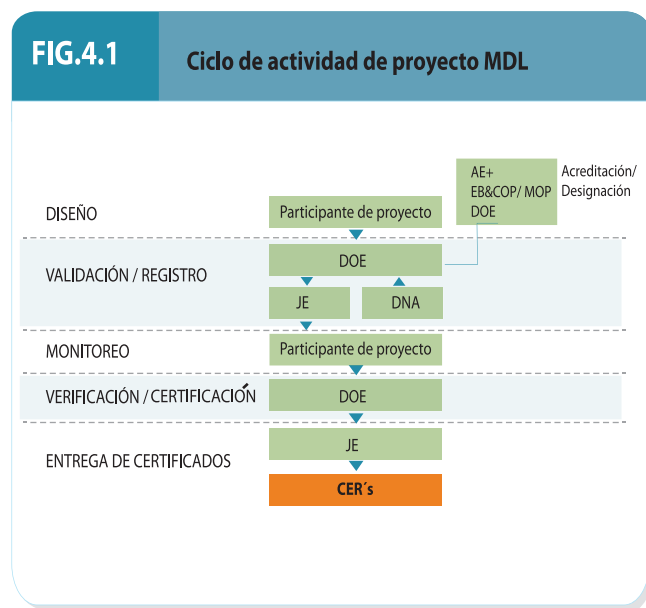 FIG.4.1
Ciclo de actividad de proyecto MDL
AE+
EB&COP/ MOP
DOE
Acreditación/
Designación
DISEÑO
Participante de proyecto
VALIDACIÓN / REGISTRO
DOE
JE
DNA
MONITOREO
Participante de proyecto
VERIFICACIÓN / CERTIFICACIÓN
DOE
ENTREGA DE CERTIFICADOS
JE
CER´s